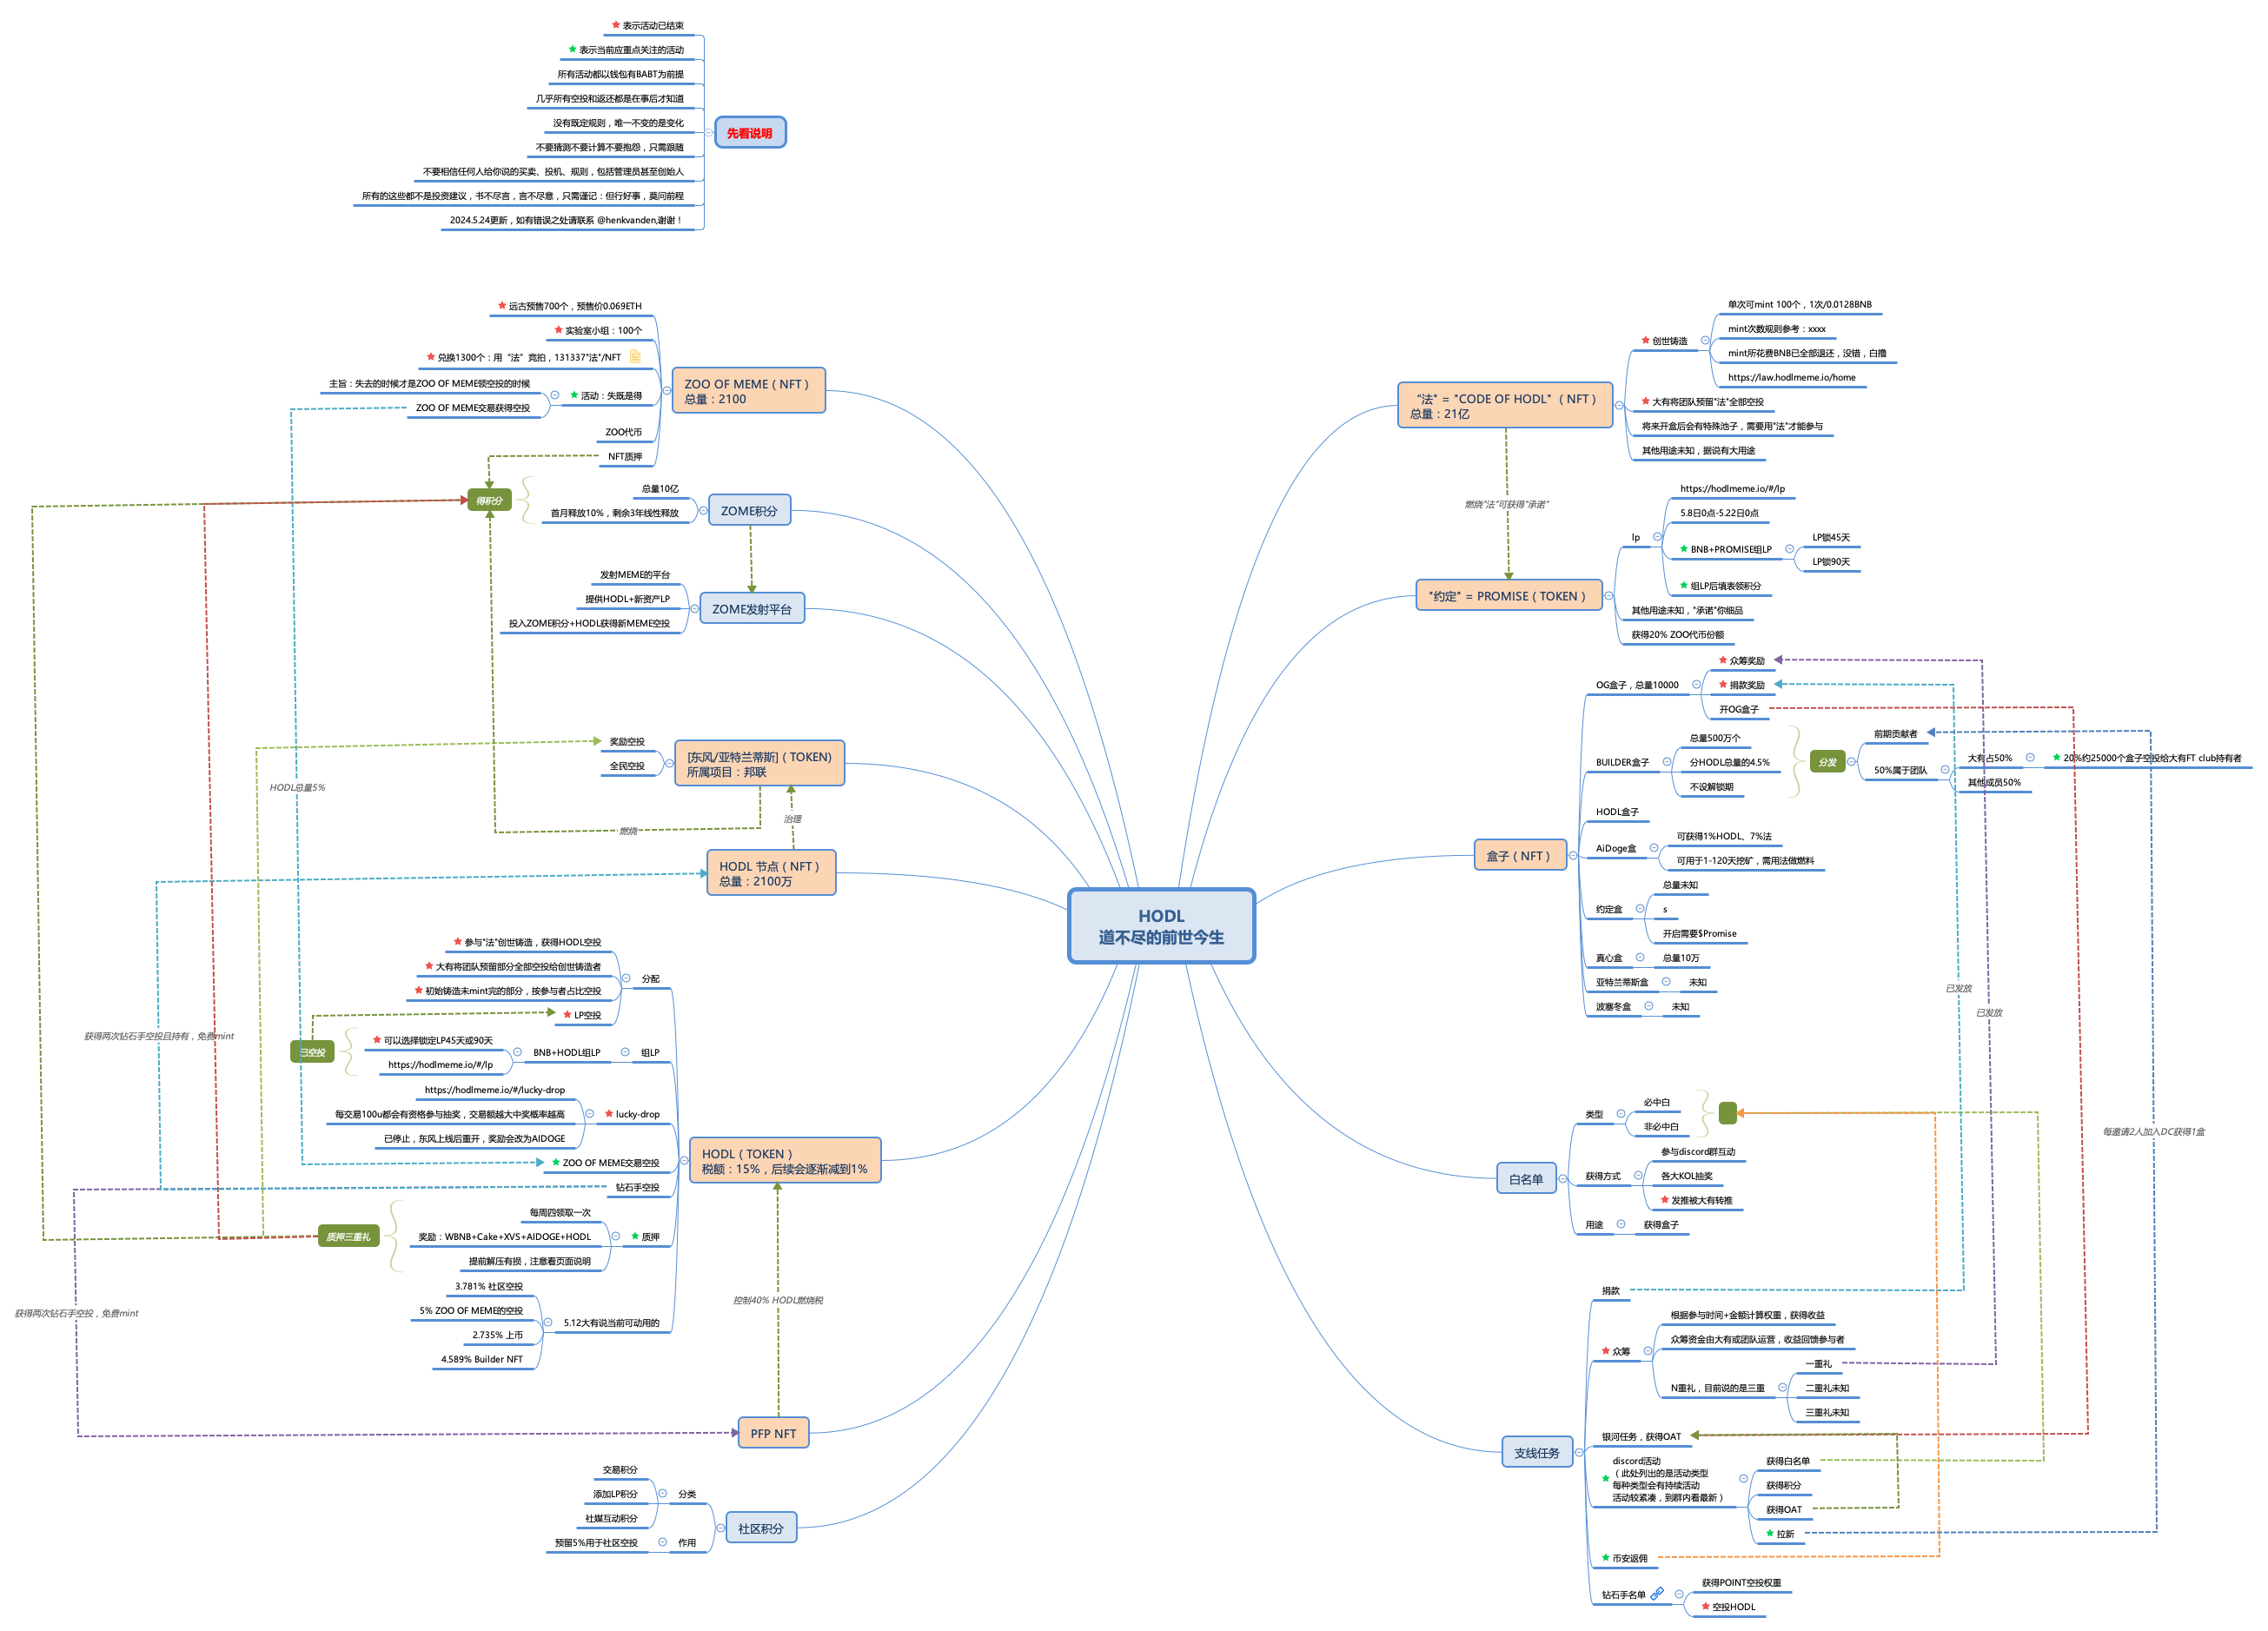 表示活动已结束
表示当前应重点关注的活动
所有活动都以钱包有BABT为前提
几乎所有空投和返还都是在事后才知道
没有既定规则，唯一不变的是变化
不要猜测不要计算不要抱怨，只需跟随
不要相信任何人给你说的买卖、投机、规则，包括管理员甚至创始人
所有的这些都不是投资建议，书不尽言，言不尽意，只需谨记：但行好事，莫问前程
2024.5.24更新，如有错误之处请联系 @henkvanden,谢谢！
先看说明
HODL
道不尽的前世今生
远古预售700个，预售价0.069ETH
实验室小组：100个
兑换1300个：用“法”竞拍，131337"法"/NFT
主旨：失去的时候才是ZOO OF MEME领空投的时候
ZOO OF MEME交易获得空投
活动：失既是得
ZOO代币
NFT质押
ZOO OF MEME（NFT）
总量：2100
得积分
总量10亿
首月释放10%，剩余3年线性释放
ZOME积分
发射MEME的平台
提供HODL+新资产LP
投入ZOME积分+HODL获得新MEME空投
ZOME发射平台
奖励空投
全民空投
[东风/亚特兰蒂斯]（TOKEN)
所属项目：邦联
HODL总量5%
燃烧
治理
HODL 节点（NFT）
总量：2100万
参与"法"创世铸造，获得HODL空投
大有将团队预留部分全部空投给创世铸造者
初始铸造未mint完的部分，按参与者占比空投
LP空投
分配
获得两次钻石手空投且持有，免费mint
已空投
可以选择锁定LP45天或90天
https://hodlmeme.io/#/lp
BNB+HODL组LP
组LP
https://hodlmeme.io/#/lucky-drop
每交易100u都会有资格参与抽奖，交易额越大中奖概率越高
已停止，东风上线后重开，奖励会改为AIDOGE
lucky-drop
ZOO OF MEME交易空投
钻石手空投
HODL（TOKEN）
税额：15%，后续会逐渐减到1%
质押三重礼
每周四领取一次
奖励：WBNB+Cake+XVS+AIDOGE+HODL
提前解压有损，注意看页面说明
质押
3.781% 社区空投
5% ZOO OF MEME的空投
2.735% 上币
4.589% Builder NFT
5.12大有说当前可动用的
获得两次钻石手空投，免费mint
控制40% HODL燃烧税
PFP NFT
交易积分
添加LP积分
社媒互动积分
分类
预留5%用于社区空投
作用
社区积分
“法" = "CODE OF HODL"（NFT）
总量：21亿
创世铸造
单次可mint 100个，1次/0.0128BNB
mint次数规则参考：xxxx
mint所花费BNB已全部退还，没错，白撸
https://law.hodlmeme.io/home
大有将团队预留"法"全部空投
将来开盒后会有特殊池子，需要用"法"才能参与
其他用途未知，据说有大用途
燃烧"法"可获得"承诺"
"约定" = PROMISE（TOKEN）
lp
https://hodlmeme.io/#/lp
5.8日0点-5.22日0点
BNB+PROMISE组LP
LP锁45天
LP锁90天
组LP后填表领积分
其他用途未知，"承诺"你细品
获得20% ZOO代币份额
盒子（NFT）
OG盒子，总量10000
众筹奖励
捐款奖励
开OG盒子
BUILDER盒子
总量500万个
分HODL总量的4.5%
不设解锁期
分发
前期贡献者
50%属于团队
大有占50%
20%约25000个盒子空投给大有FT club持有者
其他成员50%
HODL盒子
AiDoge盒
可获得1%HODL、7%法
可用于1-120天挖矿，需用法做燃料
约定盒
总量未知
s
开启需要$Promise
真心盒
总量10万
亚特兰蒂斯盒
未知
波塞冬盒
未知
已发放
已发放
每邀请2人加入DC获得1盒
白名单
类型
必中白
非必中白
获得方式
参与discord群互动
各大KOL抽奖
发推被大有转推
用途
获得盒子
支线任务
捐款
众筹
根据参与时间+金额计算权重，获得收益
众筹资金由大有或团队运营，收益回馈参与者
N重礼，目前说的是三重
一重礼
二重礼未知
三重礼未知
银河任务，获得OAT
discord活动
（此处列出的是活动类型
每种类型会有持续活动
活动较紧凑，到群内看最新）
获得白名单
获得积分
获得OAT
拉新
币安返佣
钻石手名单
获得POINT空投权重
空投HODL